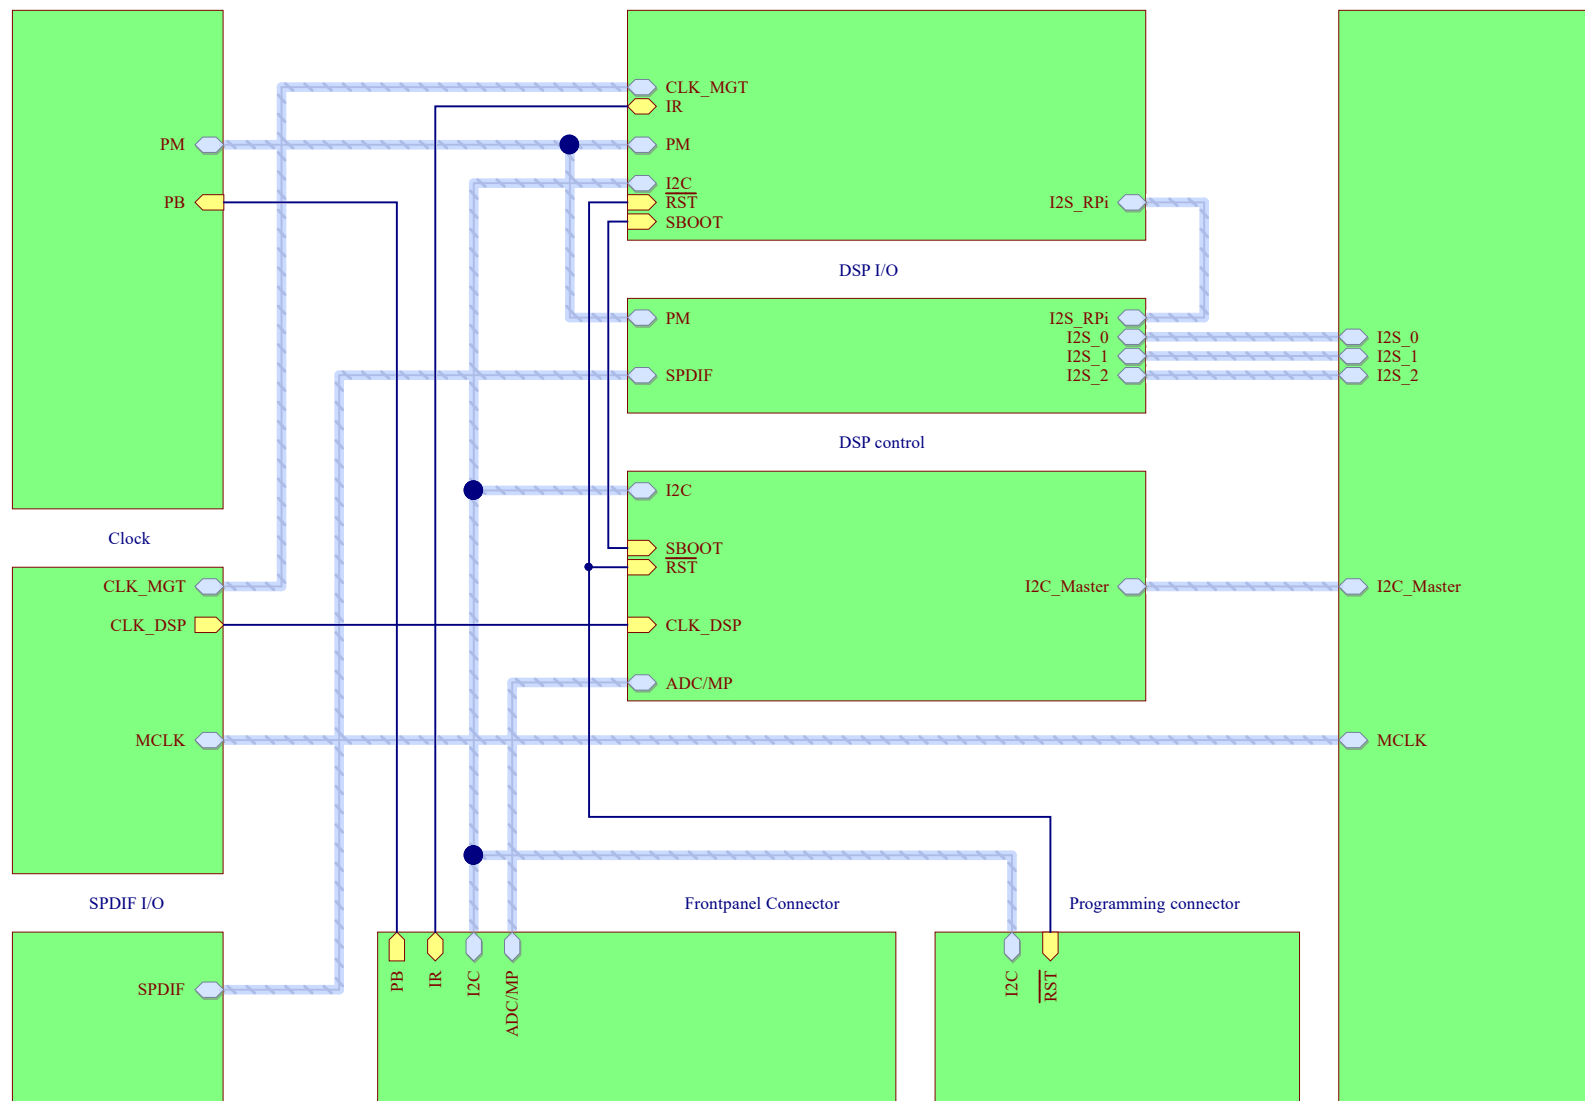 CLK_MGT
IR
PM
PM
I2C
PB
RST
I2S_RPi
SBOOT
DSP I/O
PM
I2S_RPi
I2S_0
I2S_0
I2S_1
I2S_1
SPDIF
I2S_2
I2S_2
DSP control
I2C
Clock
SBOOT
RST
CLK_MGT
I2C_Master
I2C_Master
CLK_DSP
CLK_DSP
ADC/MP
MCLK
MCLK
SPDIF I/O
Frontpanel Connector
Programming connector
SPDIF
PB
IR
I2C
ADC/MP
I2C
RST